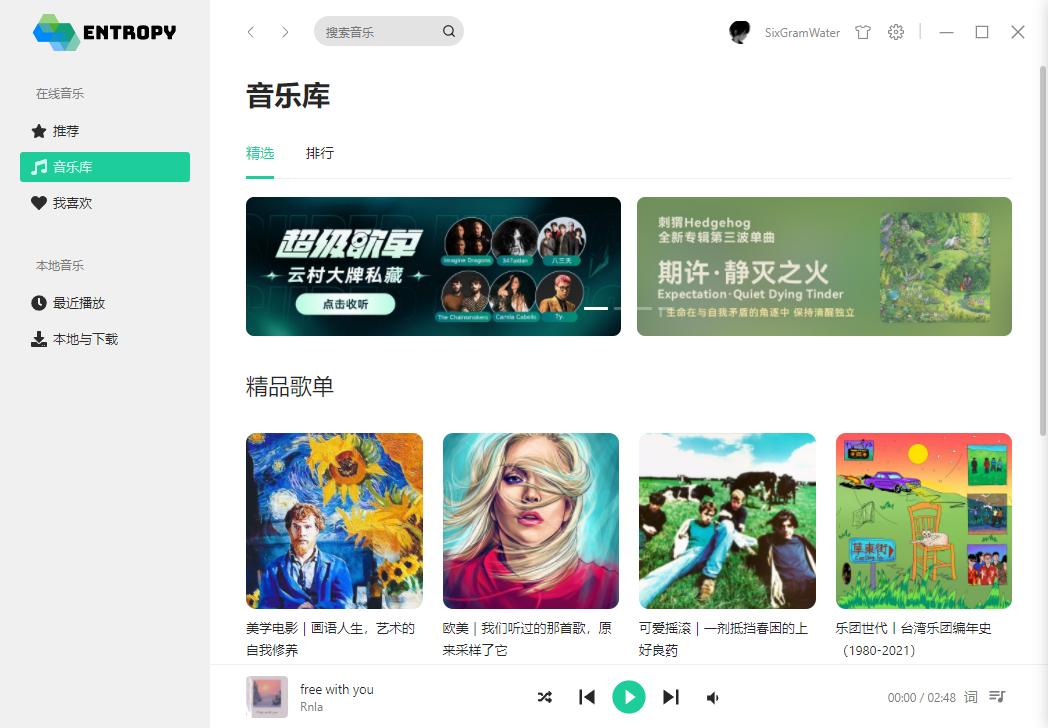 ENTROPY
搜索音乐
SixGramWater
在线音乐
推荐
音乐库
我喜欢
本地音乐
最近播放
本地与下载
音乐库
精选
排行
超级歌单
云村大牌私藏
点击收听
Imagine Dragons
347aidan
八三夭
The Chainsmokers
Camila Cabello
Ty.
刺猬Hedgehog
全新专辑第三波单曲
期许·静灭之火
Expectation·Quiet Dying Tinder
生命在与自我矛盾的角逐中 保持清醒独立
精品歌单
草東街
美学电影｜画语人生，艺术的
自我修养
欧美｜我们听过的那首歌，原
来采样了它
可爱摇滚｜一剂抵挡春困的上
好良药
乐团世代丨台湾乐团编年史
（1980-2021）
free with you
Rnla
00:00 / 02:48
词